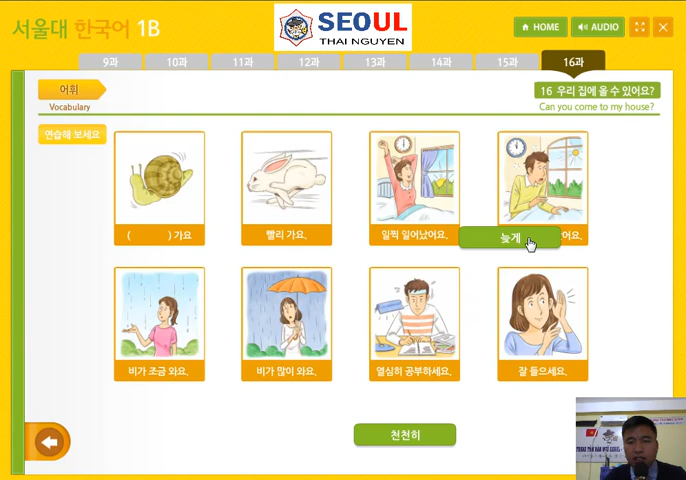 서울대 한국어 1B
SEOUL
THAI NGUYEN
HOME
AUDIO
9과
10과
11과
12과
13과
14과
15과
16과
어휘
Vocabulary
16 우리 집에 올 수 있어요?
Can you come to my house?
연습해 보세요
( ) 가요
빨리 가요.
일찍 일어났어요.
늦게
어요.
비가 조금 와요.
비가 많이 와요.
열심히 공부하세요.
잘 들으세요.
천천히